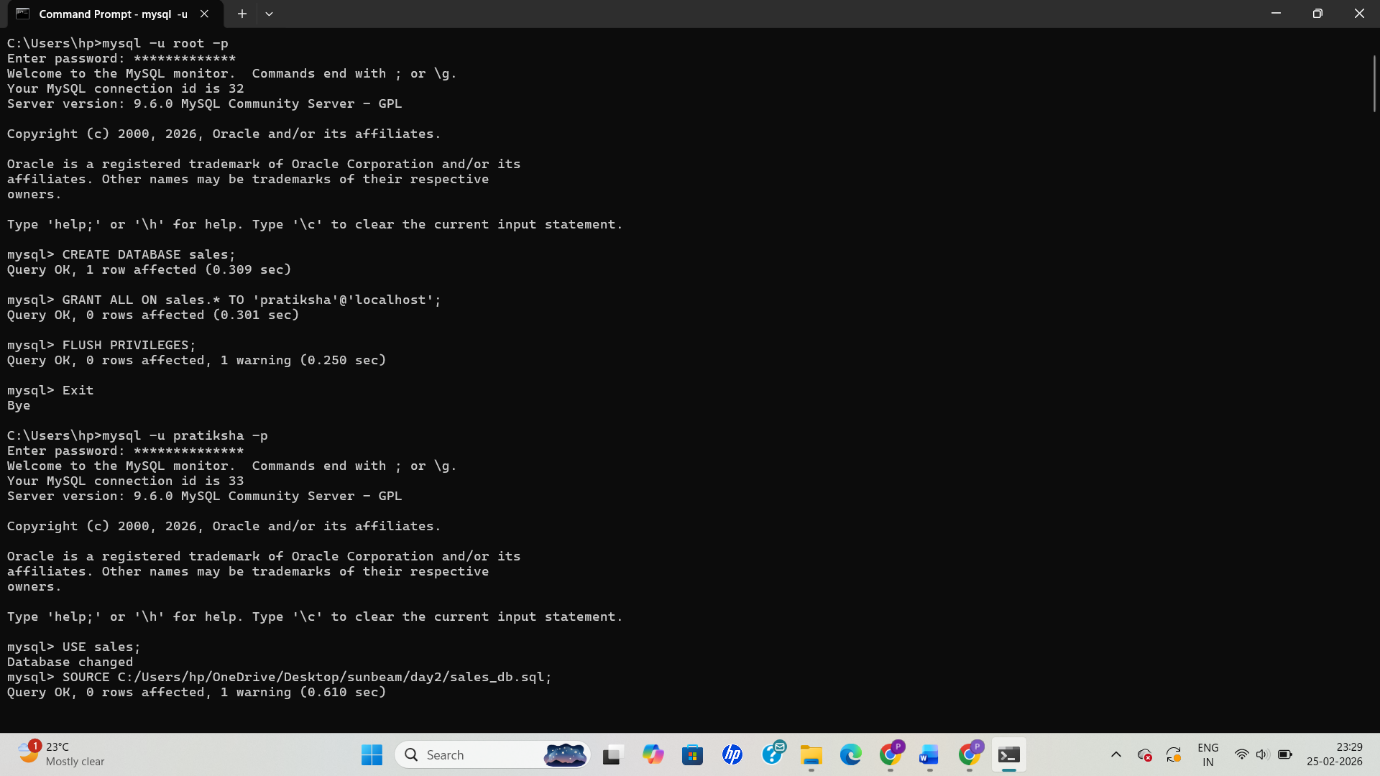 Command Prompt - mysql -u
C:\Users\hp>mysql -u root -p
Enter password: *************
Welcome to the MySQL monitor.  Commands end with ; or \g.
Your MySQL connection id is 32
Server version: 9.6.0 MySQL Community Server - GPL

Copyright (c) 2000, 2026, Oracle and/or its affiliates.

Oracle is a registered trademark of Oracle Corporation and/or its
affiliates. Other names may be trademarks of their respective
owners.

Type 'help;' or '\h' for help. Type '\c' to clear the current input statement.

mysql> CREATE DATABASE sales;
Query OK, 1 row affected (0.309 sec)

mysql> GRANT ALL ON sales.* TO 'pratiksha'@'localhost';
Query OK, 0 rows affected (0.301 sec)

mysql> FLUSH PRIVILEGES;
Query OK, 0 rows affected, 1 warning (0.250 sec)

mysql> Exit
Bye

C:\Users\hp>mysql -u pratiksha -p
Enter password: **************
Welcome to the MySQL monitor.  Commands end with ; or \g.
Your MySQL connection id is 33
Server version: 9.6.0 MySQL Community Server - GPL

Copyright (c) 2000, 2026, Oracle and/or its affiliates.

Oracle is a registered trademark of Oracle Corporation and/or its
affiliates. Other names may be trademarks of their respective
owners.

Type 'help;' or '\h' for help. Type '\c' to clear the current input statement.

mysql> USE sales;
Database changed
mysql> SOURCE C:/Users/hp/OneDrive/Desktop/sunbeam/day2/sales_db.sql;
Query OK, 0 rows affected, 1 warning (0.610 sec)

1
23°C
Mostly clear
Search
hp
P
W
P
ENG
IN
23:29
25-02-2026